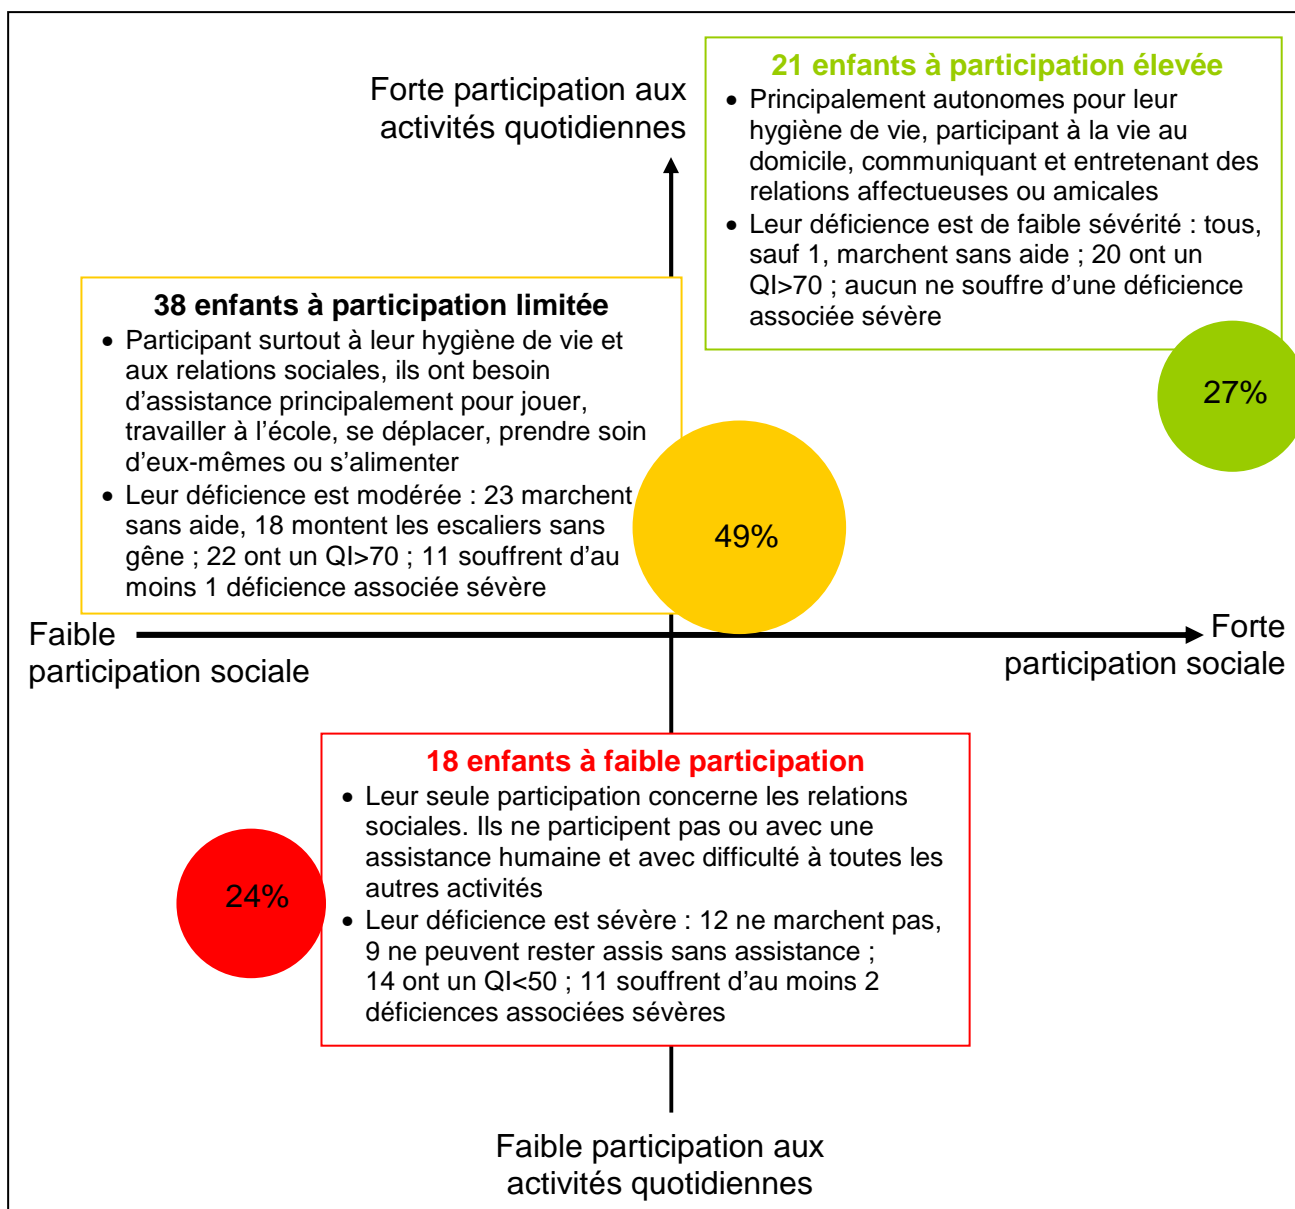 Forte participation aux
activités quotidiennes
21 enfants à participation élevée
• Principalement autonomes pour leur
hygiène de vie, participant à la vie au
domicile, communiquant et entretenant des
relations affectueuses ou amicales
• Leur déficience est de faible sévérité : tous,
sauf 1, marchent sans aide ; 20 ont un
QI>70 ; aucun ne souffre d’une déficience
associée sévère
27%
38 enfants à participation limitée
• Participant surtout à leur hygiène de vie et
aux relations sociales, ils ont besoin
d’assistance principalement pour jouer,
travailler à l’école, se déplacer, prendre soin
d’eux-mêmes ou s’alimenter
• Leur déficience est modérée : 23 marchent
sans aide, 18 montent les escaliers sans
gêne ; 22 ont un QI>70 ; 11 souffrent d’au
moins 1 déficience associée sévère
49%
Faible
participation sociale
Forte
participation sociale
18 enfants à faible participation
• Leur seule participation concerne les relations
sociales. Ils ne participent pas ou avec une
assistance humaine et avec difficulté à toutes les
autres activités
• Leur déficience est sévère : 12 ne marchent pas,
9 ne peuvent rester assis sans assistance ;
14 ont un QI<50 ; 11 souffrent d’au moins 2
déficiences associées sévères
24%
Faible participation aux
activités quotidiennes